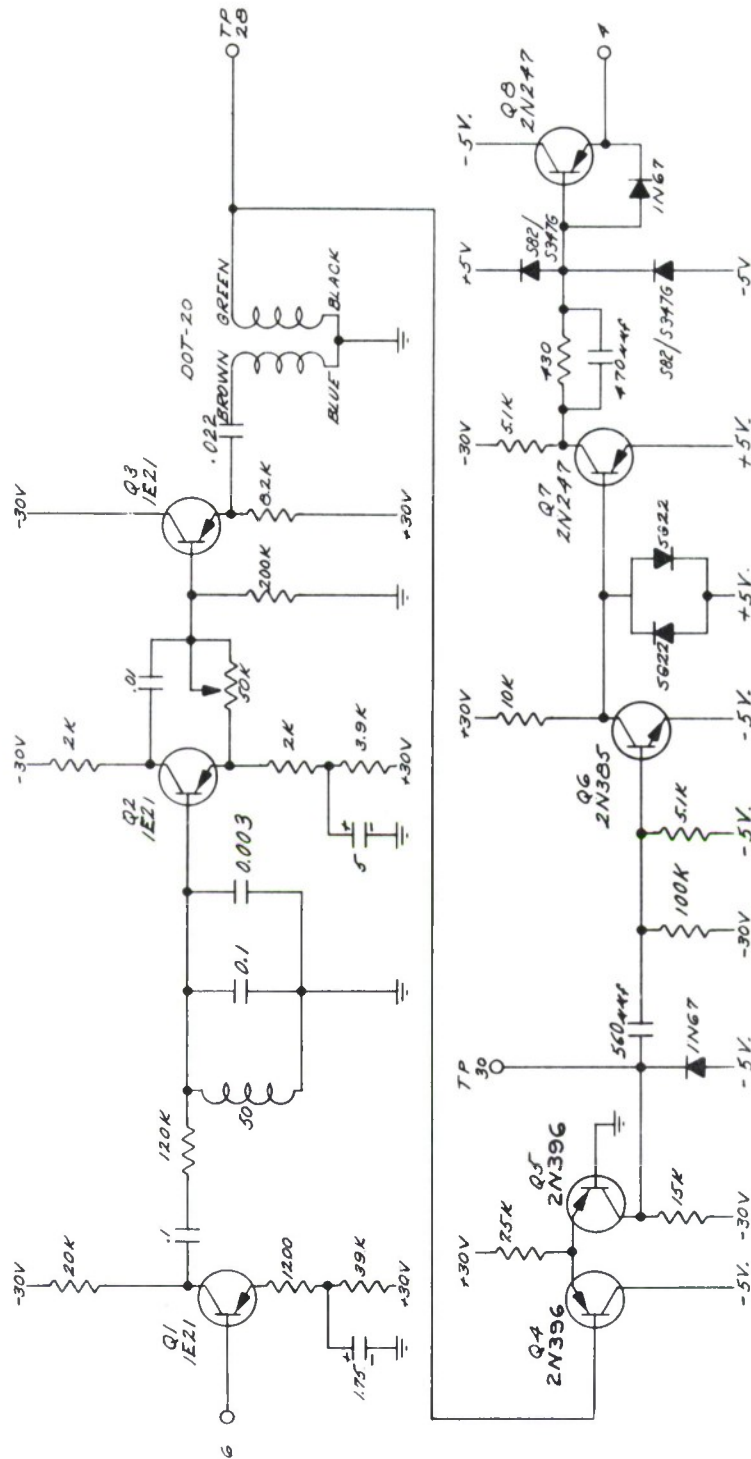 6
Q1
1E21
-30V
20K
.1
120K
1200
39K
+30V
1.75
+
-
50
0.1
0.003
Q2
1E21
-30V
2K
.01
50K
2K
3.9K
+30V
5
+
-
200K
Q3
1E21
-30V
8.2K
+30V
.022
DOT-20
BROWN
GREEN
BLUE
BLACK
TP
28
Q4
2N396
-5V.
+30V
75K
Q5
2N396
15K
-30V
TP
30
1N67
-5V.
560μμf
100K
-30V
5.1K
-5V.
Q6
2N385
+30V
10K
-5V.
SG22
SG22
+5V.
Q7
2N247
-30V
5.1K
+5V.
430
470μμf
+5V
S82/
S347G
S82/S347G
-5V
Q8
2N247
-5V.
1N67
4